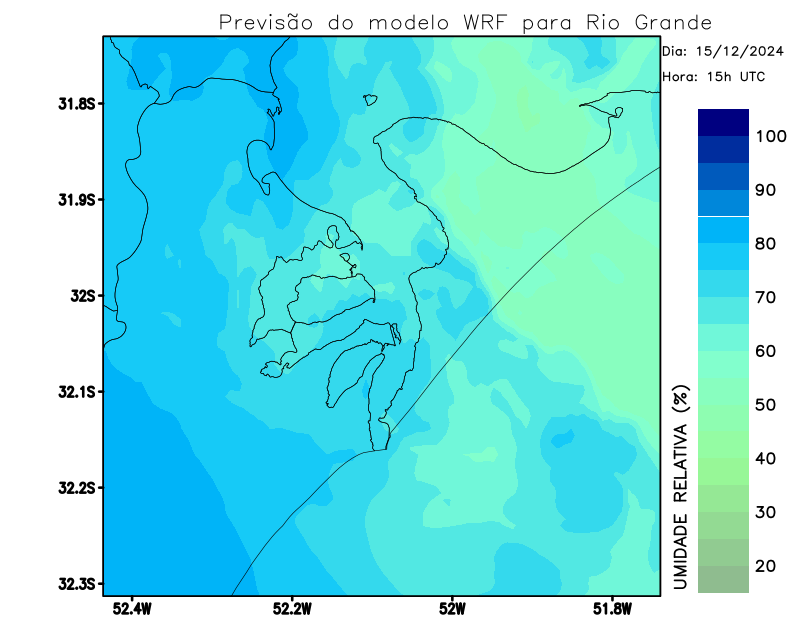 Previsão do modelo WRF para Rio Grande
Dia: 15/12/2024
Hora: 15h UTC
31.8S
31.9S
32S
32.1S
32.2S
32.3S
52.4W
52.2W
52W
51.8W
100
90
80
70
60
50
40
30
20
UMIDADE RELATIVA (%)